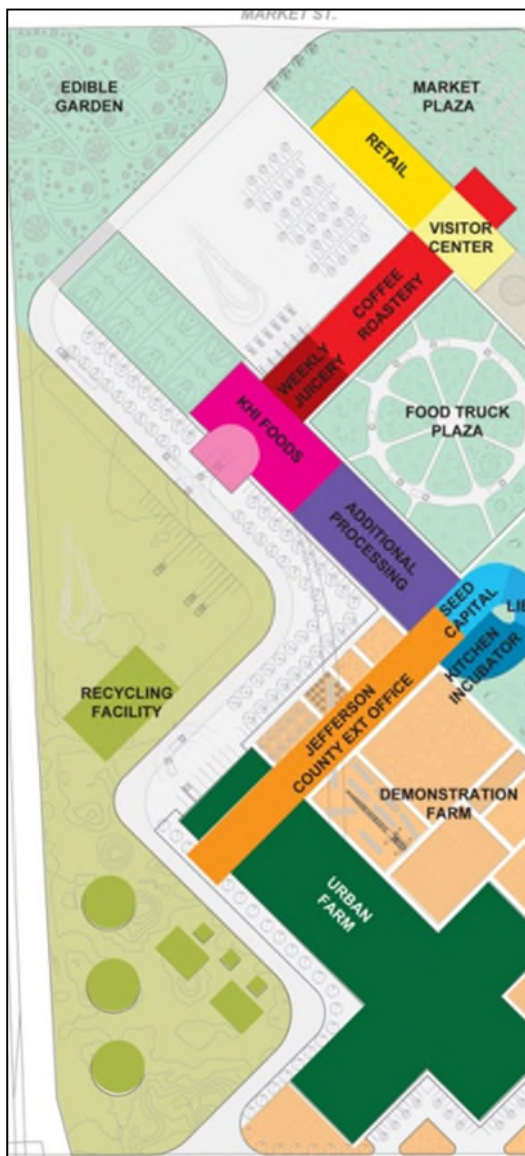 MARKET ST.
EDIBLE
GARDEN
MARKET
PLAZA
RETAIL
VISITOR
CENTER
COFFEE
ROASTERY
WEEKLY
JUICERY
KHI FOODS
FOOD TRUCK
PLAZA
ADDITIONAL
PROCESSING
SEED
CAPITAL
LIE
KITCHEN
INCUBATOR
RECYCLING
FACILITY
JEFFERSON
COUNTY EXT OFFICE
DEMONSTRATION
FARM
URBAN
FARM